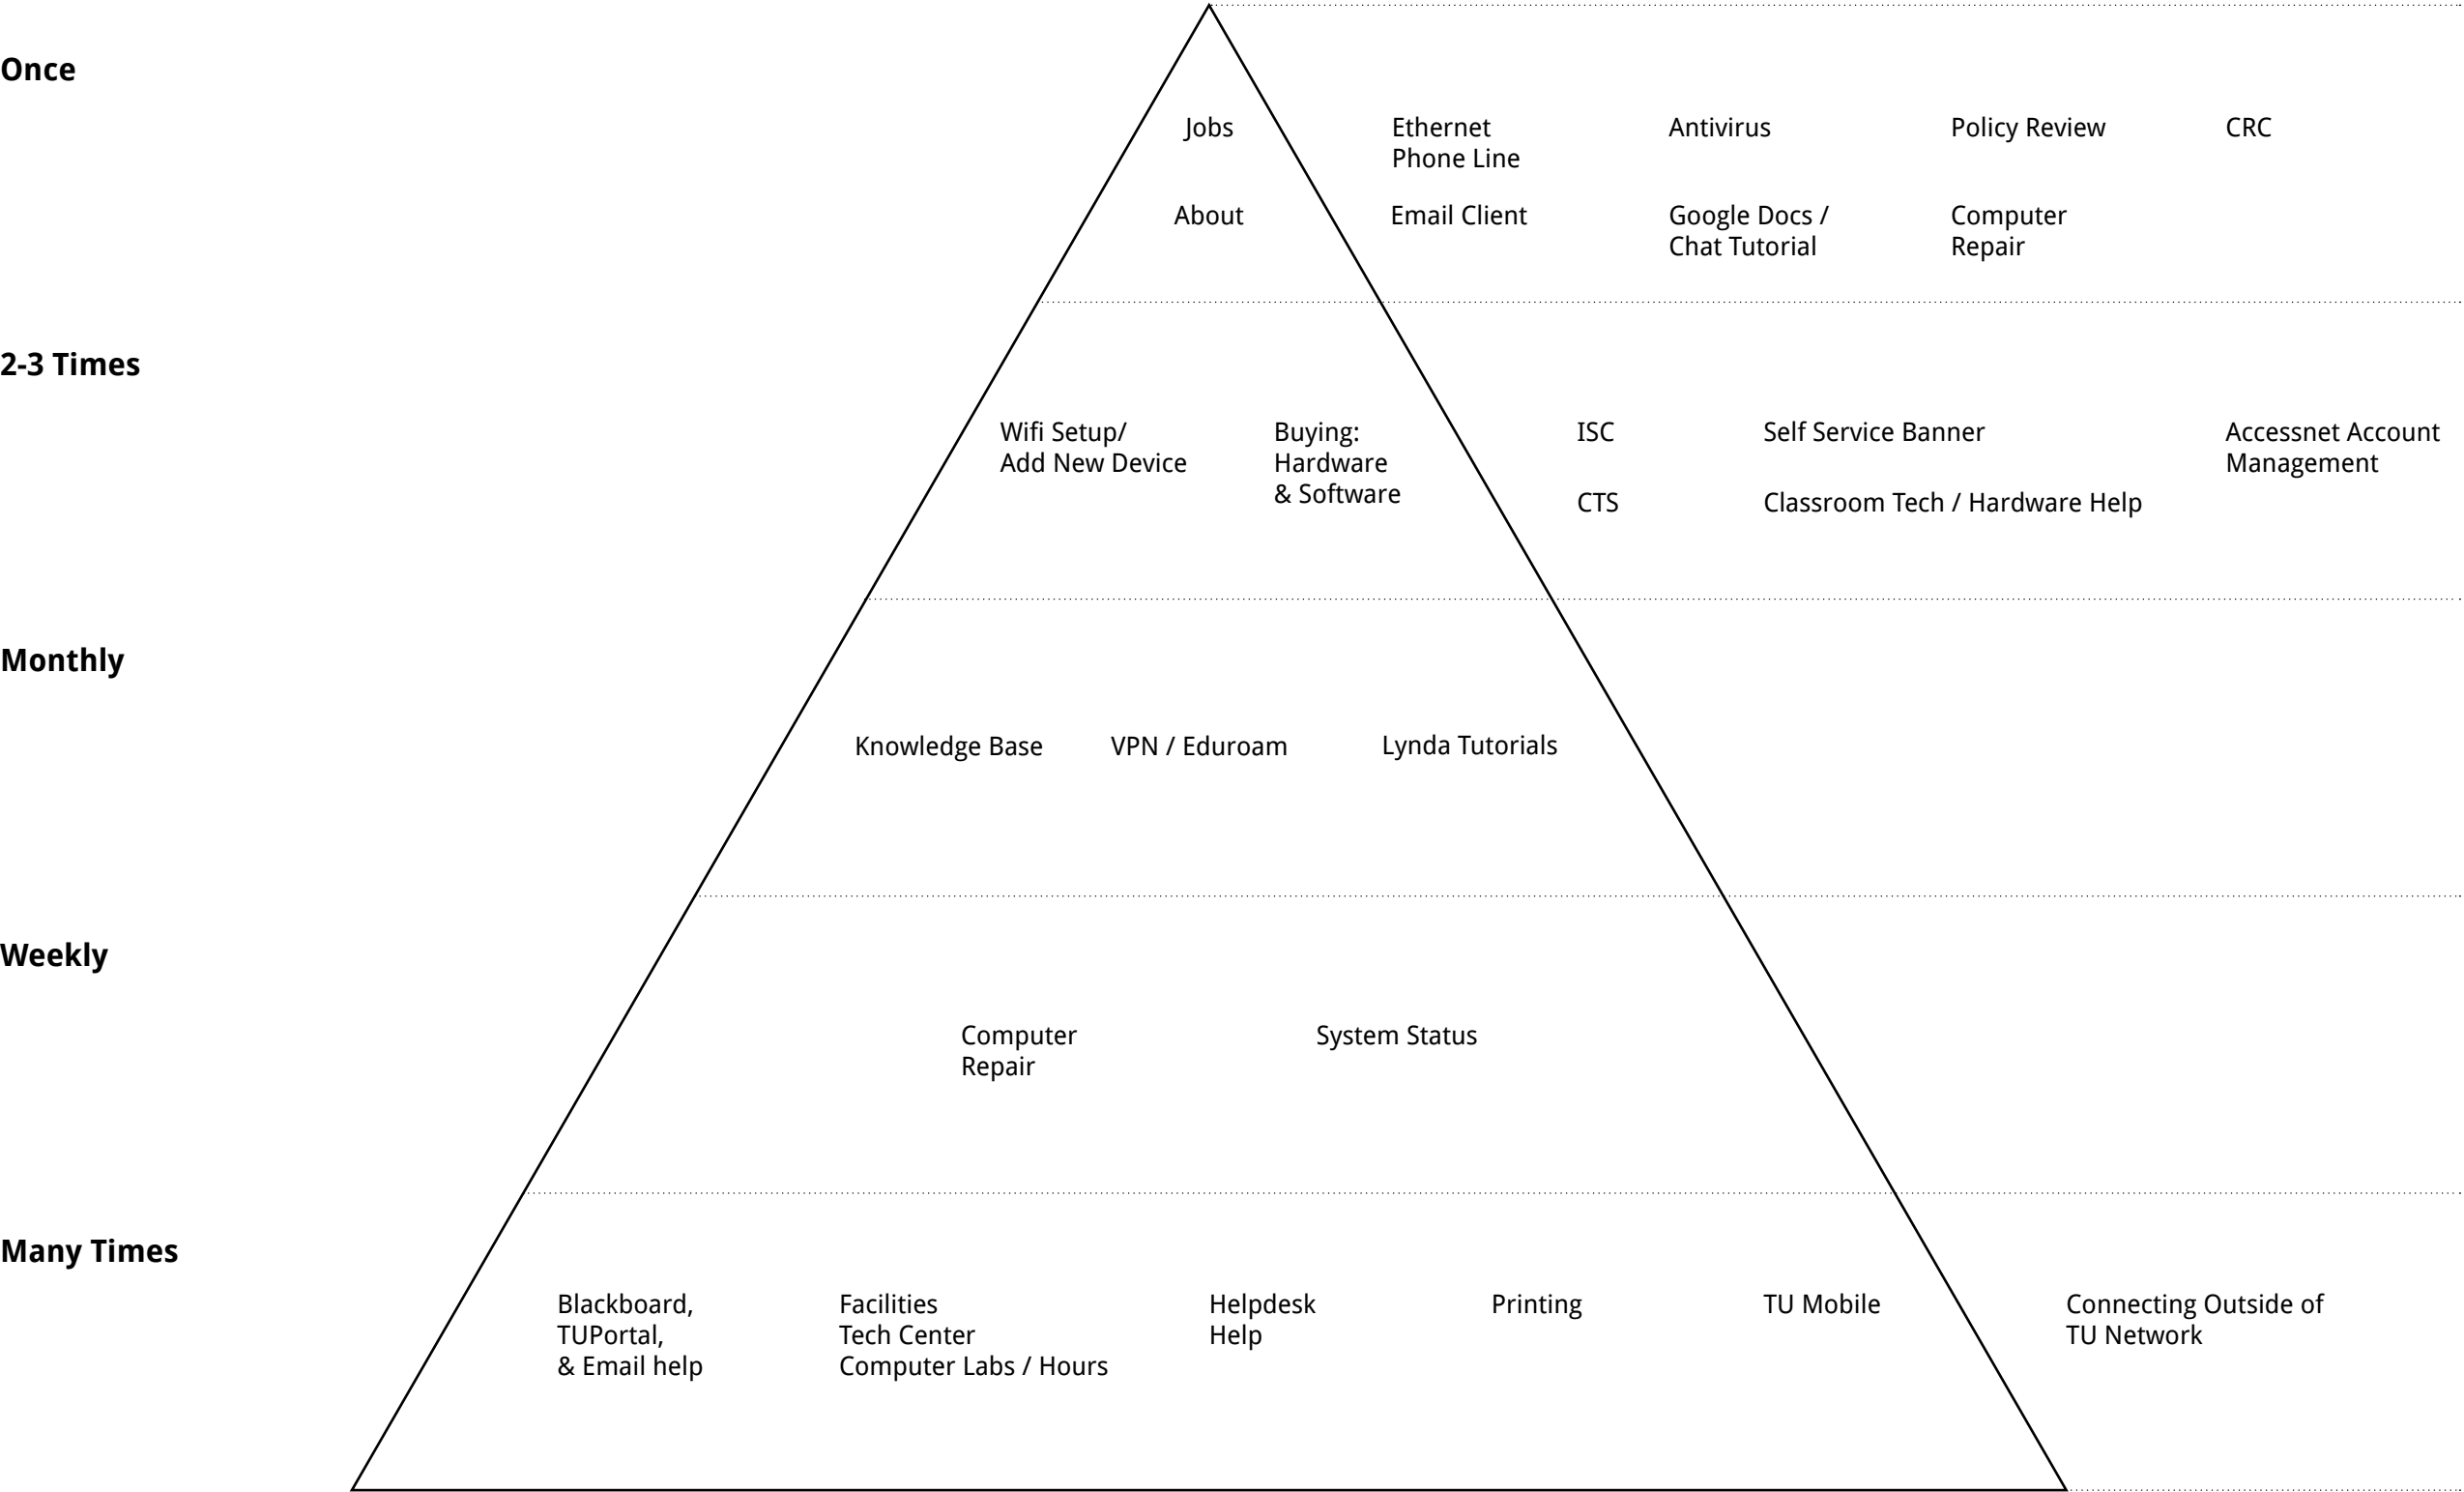 Once
Jobs
Ethernet
Phone Line
Antivirus
Policy Review
CRC
About
Email Client
Google Docs /
Chat Tutorial
Computer
Repair
2-3 Times
Wifi Setup/
Add New Device
Buying:
Hardware
& Software
ISC
Self Service Banner
Accessnet Account
Management
CTS
Classroom Tech / Hardware Help
Monthly
Knowledge Base
VPN / Eduroam
Lynda Tutorials
Weekly
Computer
Repair
System Status
Many Times
Blackboard,
TUPortal,
& Email help
Facilities
Tech Center
Computer Labs / Hours
Helpdesk
Help
Printing
TU Mobile
Connecting Outside of
TU Network